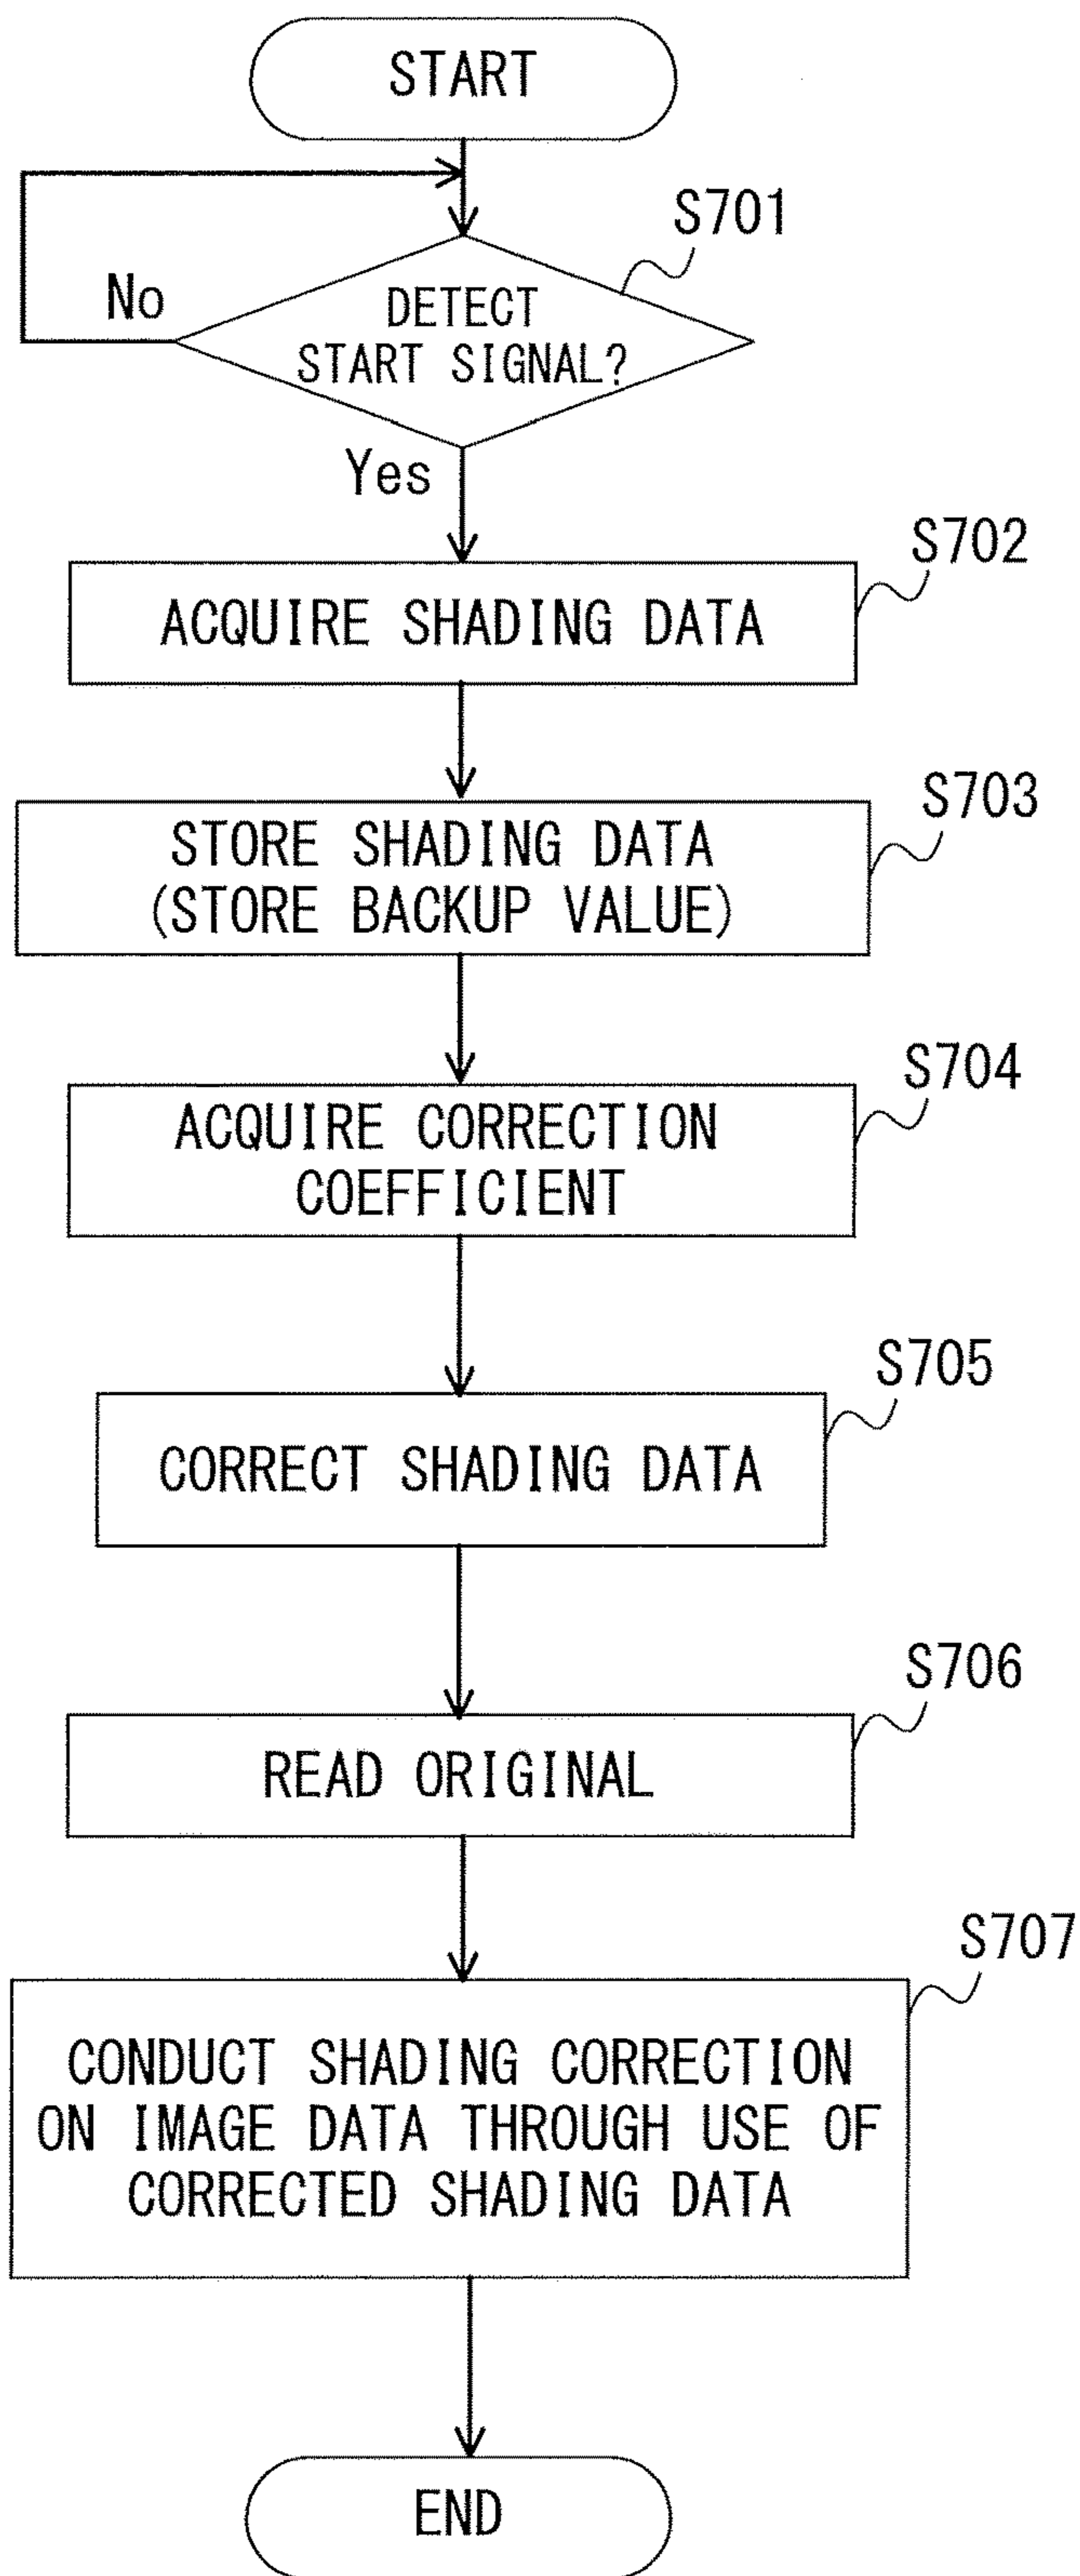 START
S701
No
DETECT
START SIGNAL?
Yes
S702
ACQUIRE SHADING DATA
S703
STORE SHADING DATA
(STORE BACKUP VALUE)
S704
ACQUIRE CORRECTION
COEFFICIENT
S705
CORRECT SHADING DATA
S706
READ ORIGINAL
S707
CONDUCT SHADING CORRECTION
ON IMAGE DATA THROUGH USE OF
CORRECTED SHADING DATA
END